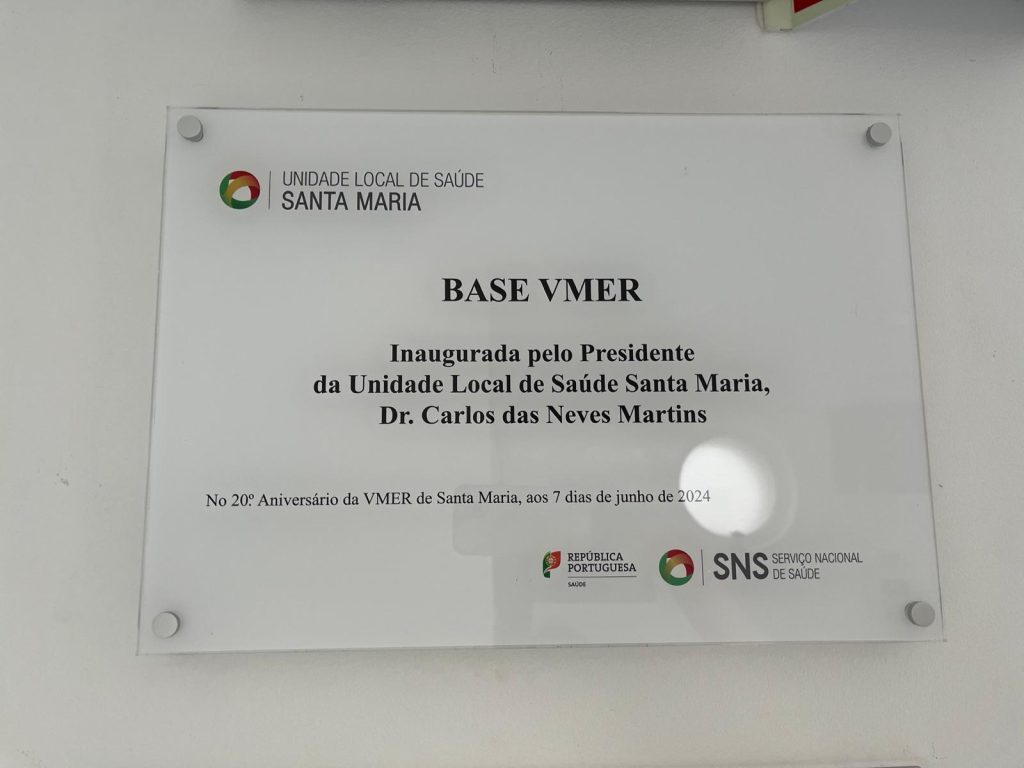 UNIDADE LOCAL DE SAÚDE
SANTA MARIA
BASE VMER
Inaugurada pelo Presidente
da Unidade Local de Saúde Santa Maria,
Dr. Carlos das Neves Martins
No 20.º Aniversário da VMER de Santa Maria, aos 7 dias de junho de 2024
REPÚBLICA
PORTUGUESA
SAÚDE
SNS SERVIÇO NACIONAL
DE SAÚDE